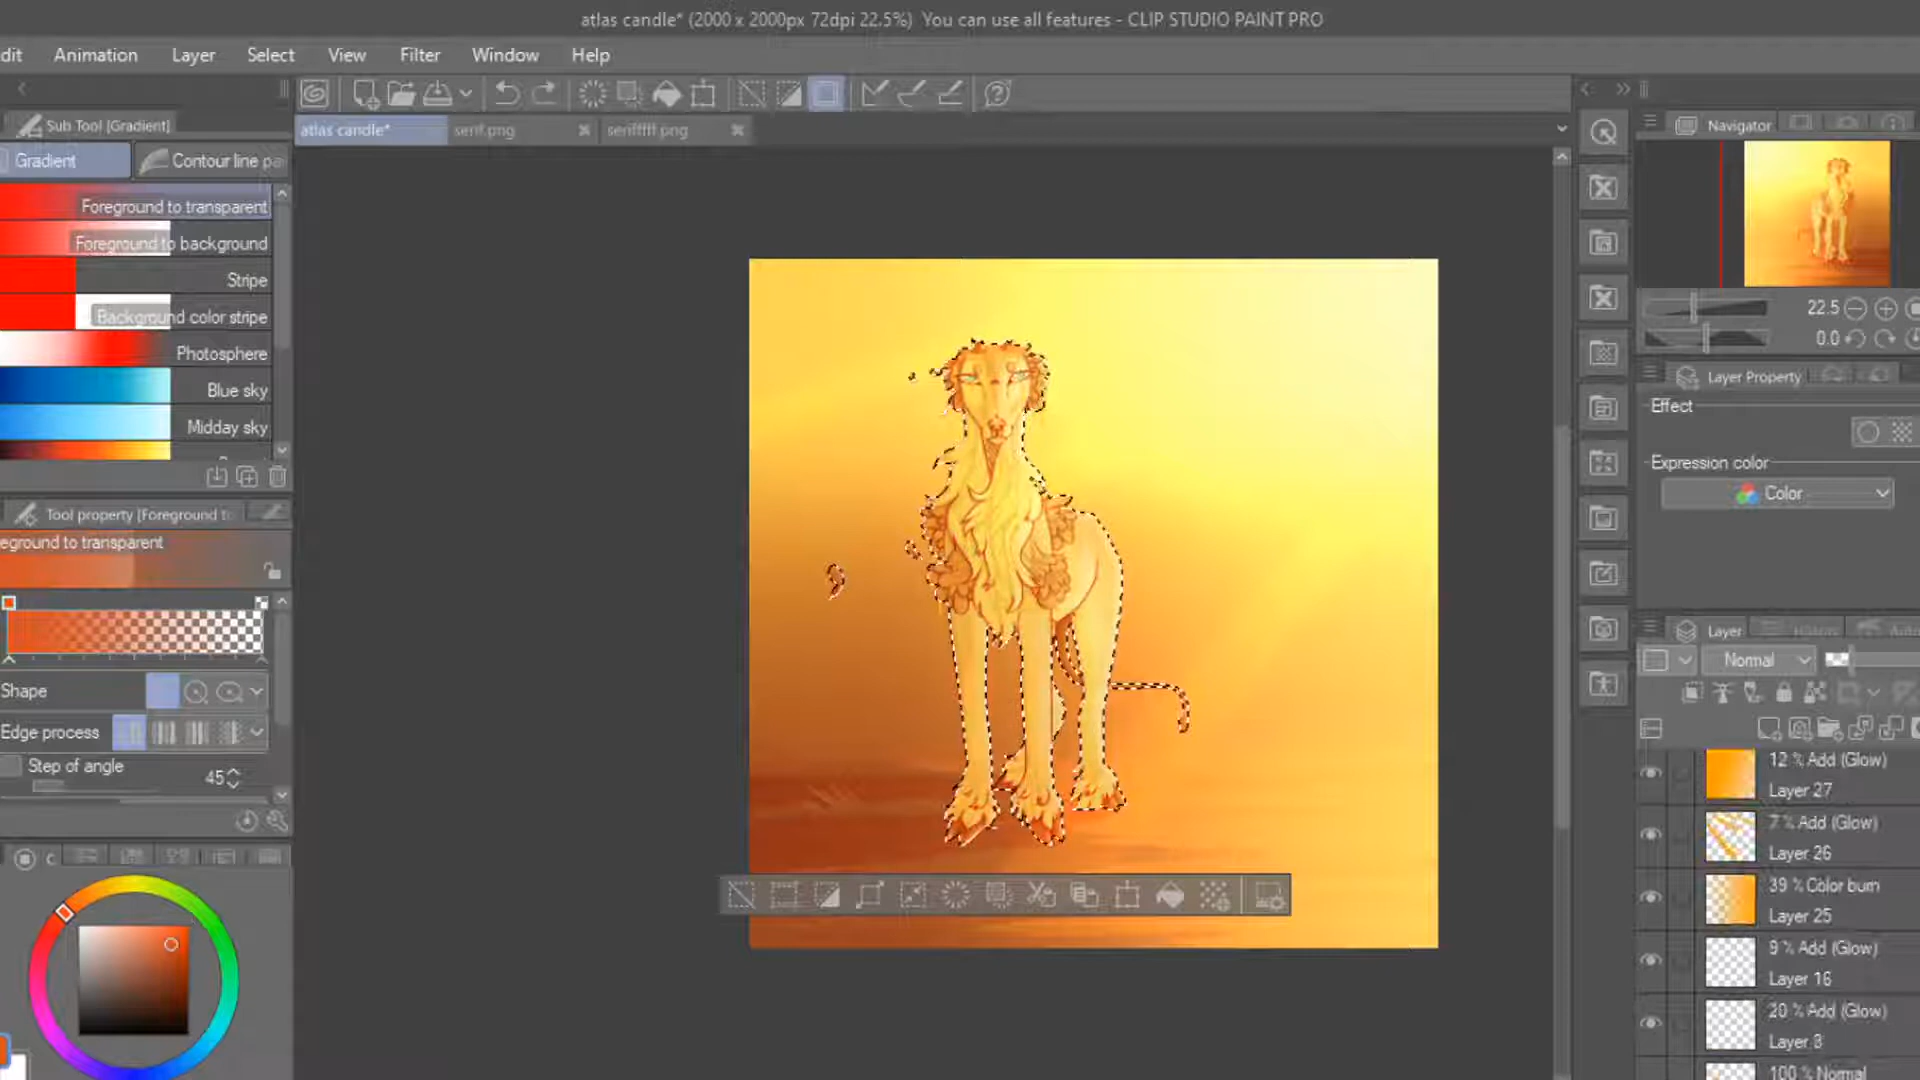 atlas candle* (2000 x 2000px 72dpi 22.5%)  You can use all features - CLIP STUDIO PAINT PRO
dit Animation Layer Select View Filter Window Help
Sub Tool [Gradient]
atlas candle* serif.png seriffff.png
Navigator
Gradient Contour line pa
Foreground to transparent
Foreground to background
Stripe
Background color stripe
Photosphere
Blue sky
Midday sky
22.5
0.0
Layer Property
Effect
Expression color
Color
Tool property [Foreground to
eground to transparent
Shape
Edge process
Step of angle 45
Layer
Normal
12 % Add (Glow)
Layer 27
7 % Add (Glow)
Layer 26
39 % Color burn
Layer 25
9 % Add (Glow)
Layer 16
20 % Add (Glow)
Layer 8
100 % Normal